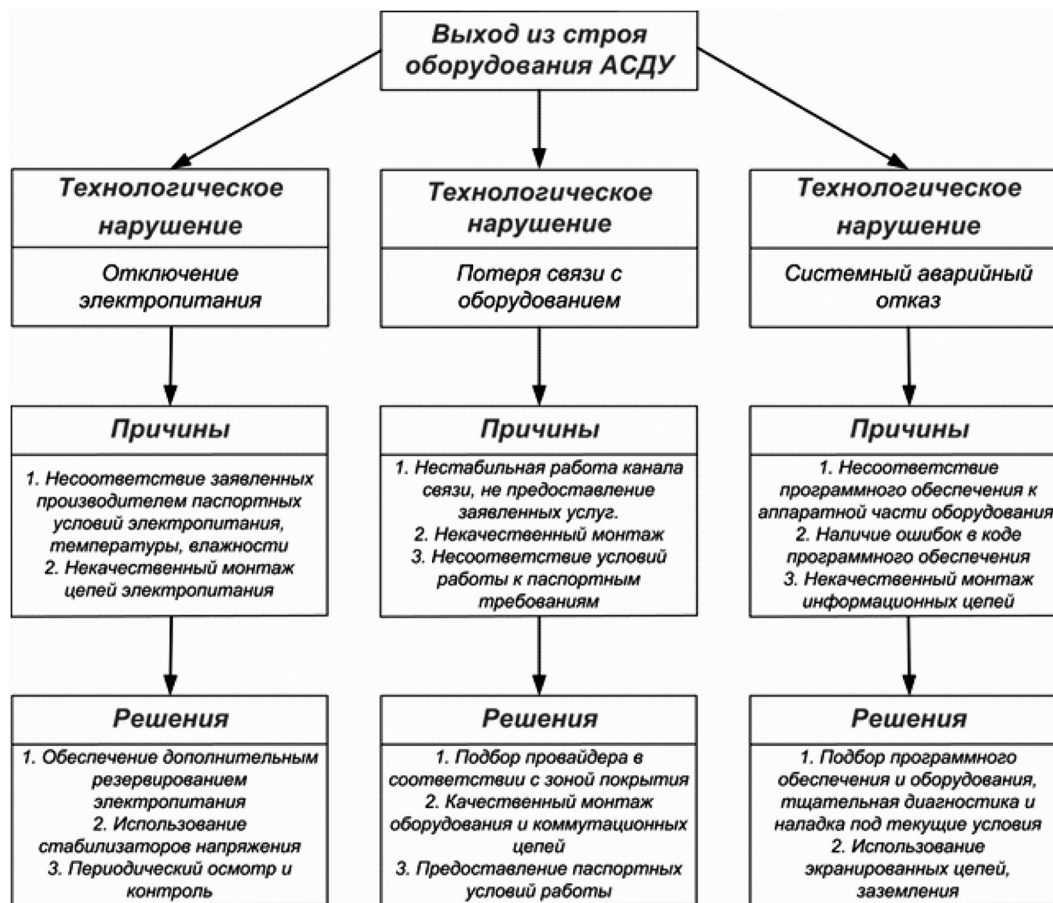 Выход из строя
оборудования АСДУ
Технологическое
нарушение
Отключение
электропитания
Причины
1. Несоответствие заявленных
производителем паспортных
условий электропитания,
температуры, влажности
2. Некачественный монтаж
цепей электропитания
Решения
1. Обеспечение дополнительным
резервированием
электропитания
2. Использование
стабилизаторов напряжения
3. Периодический осмотр и
контроль
Технологическое
нарушение
Потеря связи с
оборудованием
Причины
1. Нестабильная работа канала
связи, не предоставление
заявленных услуг.
2. Некачественный монтаж
3. Несоответствие условий
работы к паспортным
требованиям
Решения
1. Подбор провайдера в
соответствии с зоной покрытия
2. Качественный монтаж
оборудования и коммутационных
цепей
3. Предоставление паспортных
условий работы
Технологическое
нарушение
Системный аварийный
отказ
Причины
1. Несоответствие
программного обеспечения к
аппаратной части оборудования
2. Наличие ошибок в коде
программного обеспечения
3. Некачественный монтаж
информационных цепей
Решения
1. Подбор программного
обеспечения и оборудования,
тщательная диагностика и
наладка под текущие условия
2. Использование
экранированных цепей,
заземления